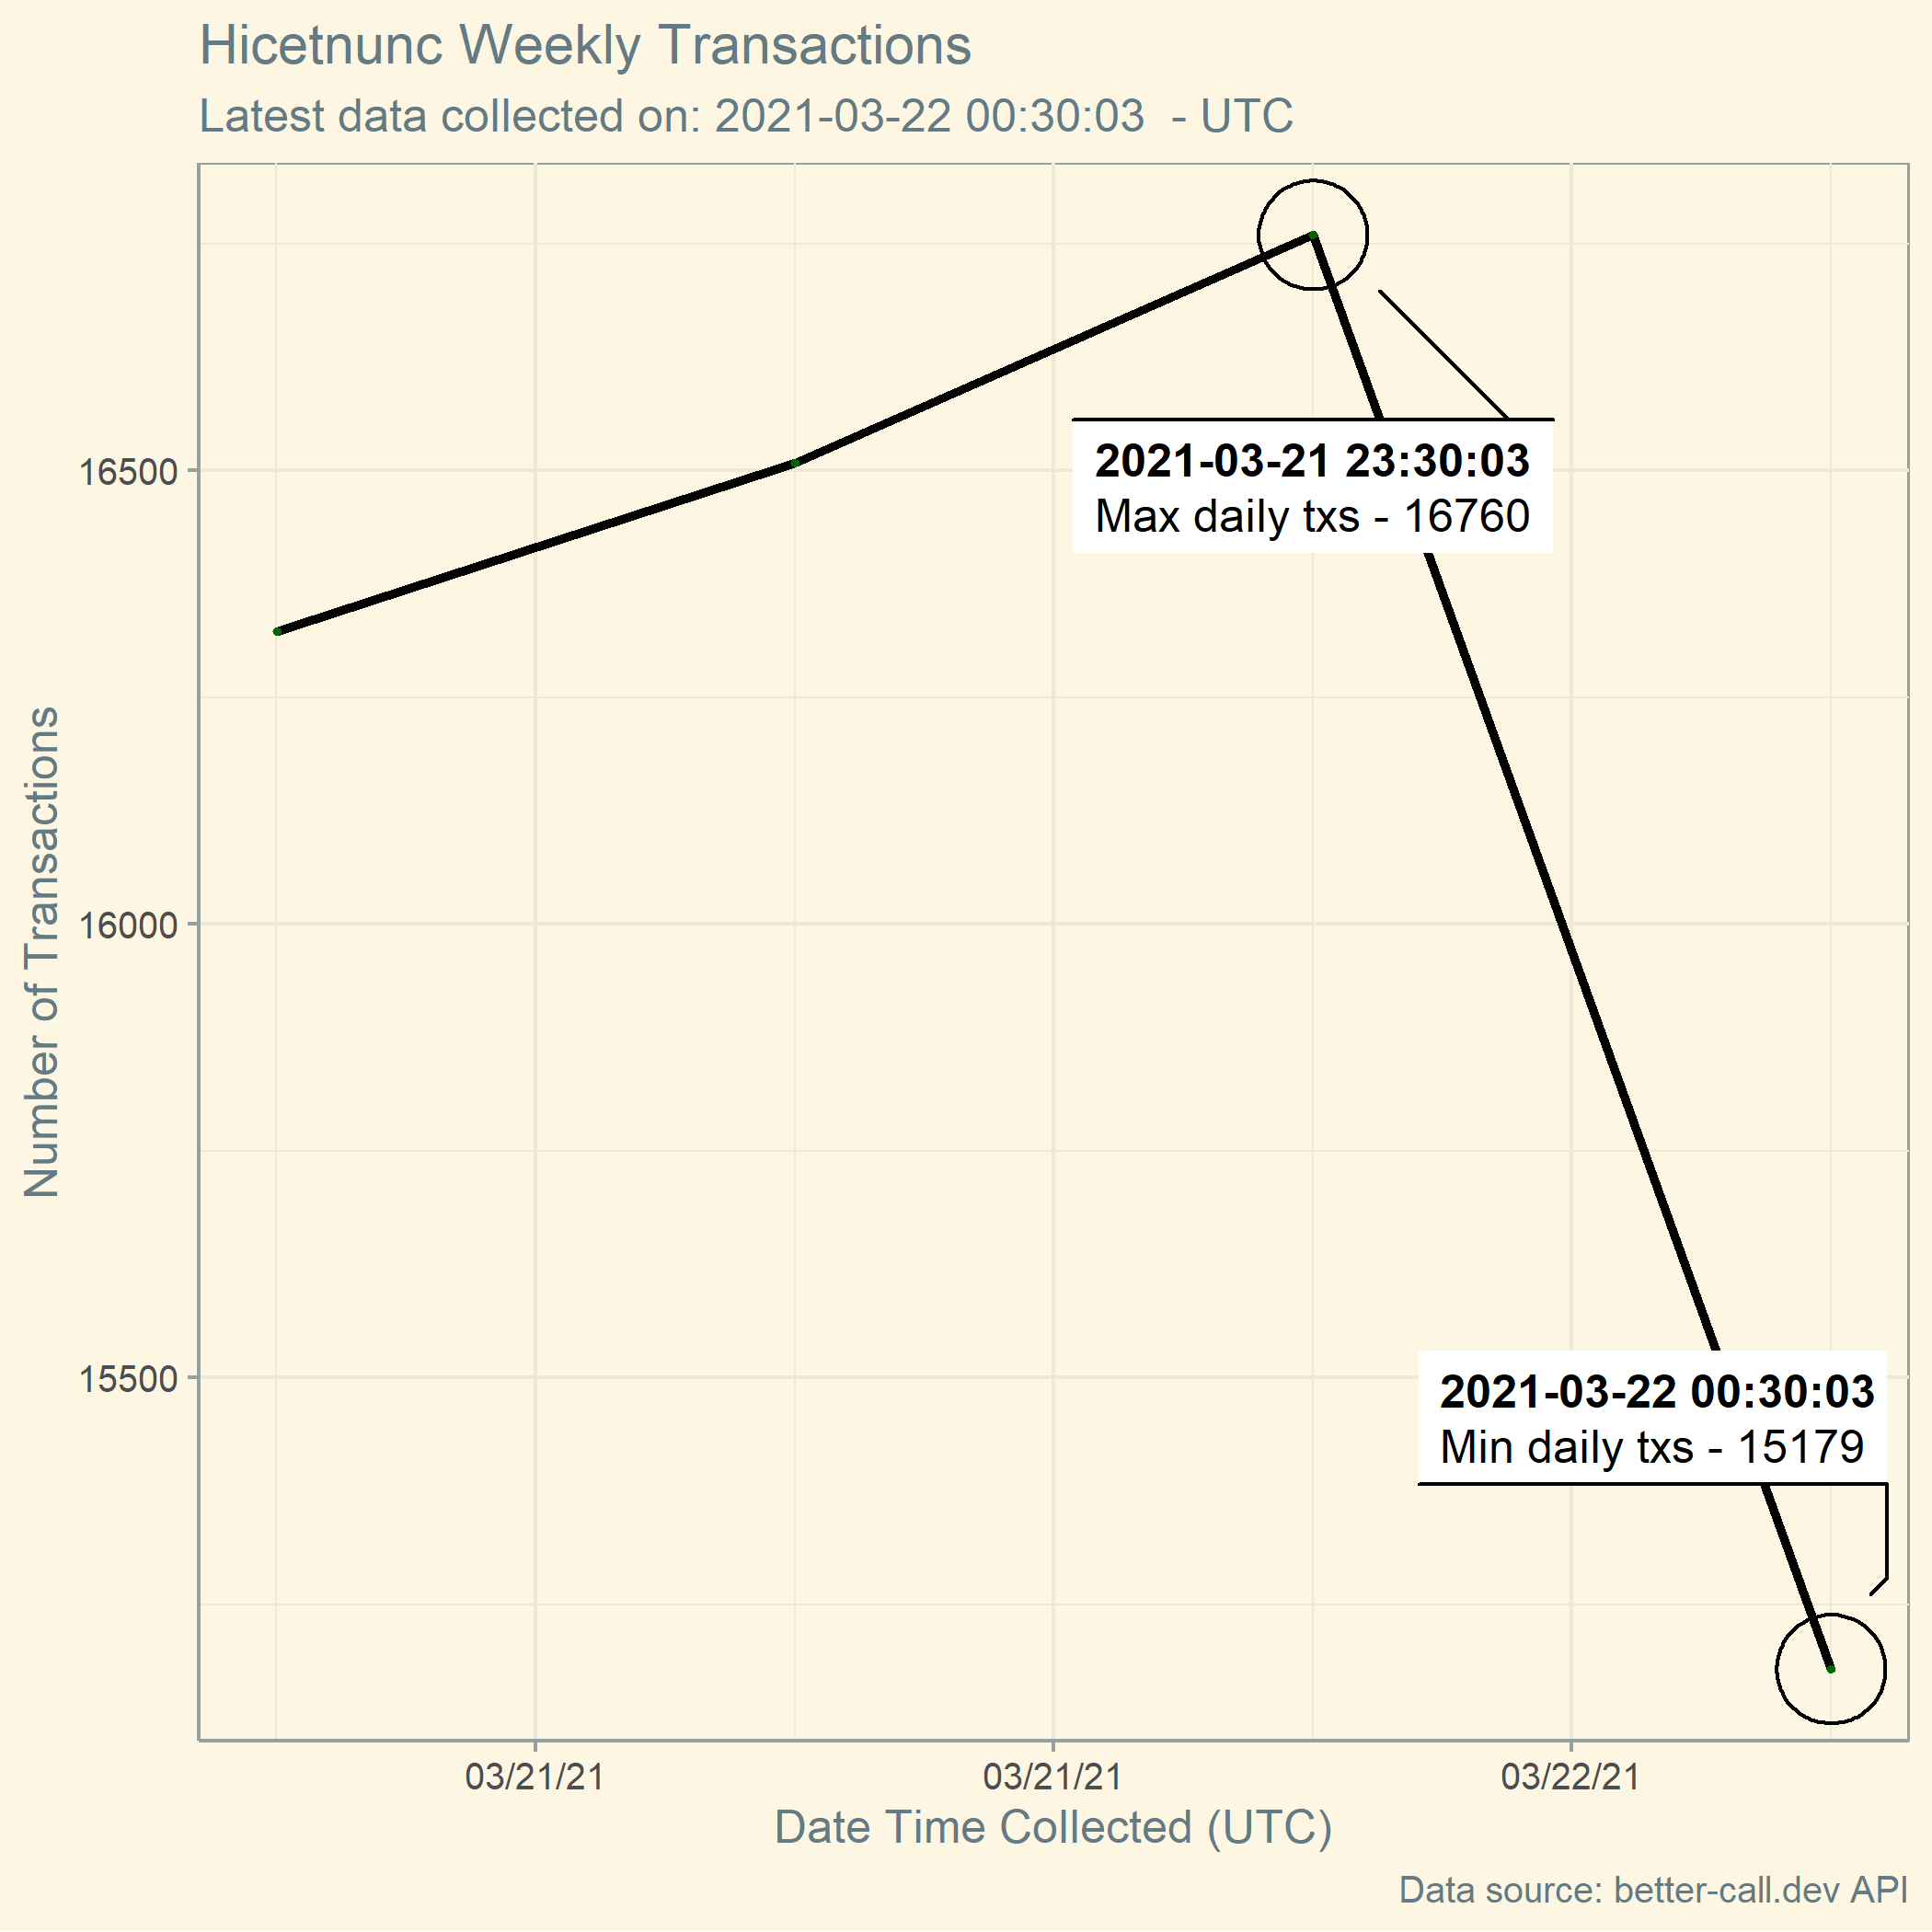 Hicetnunc Weekly Transactions
Latest data collected on: 2021-03-22 00:30:03  - UTC
Number of Transactions
16500
16000
15500
2021-03-21 23:30:03
Max daily txs - 16760
2021-03-22 00:30:03
Min daily txs - 15179
03/21/21
03/21/21
03/22/21
Date Time Collected (UTC)
Data source: better-call.dev API